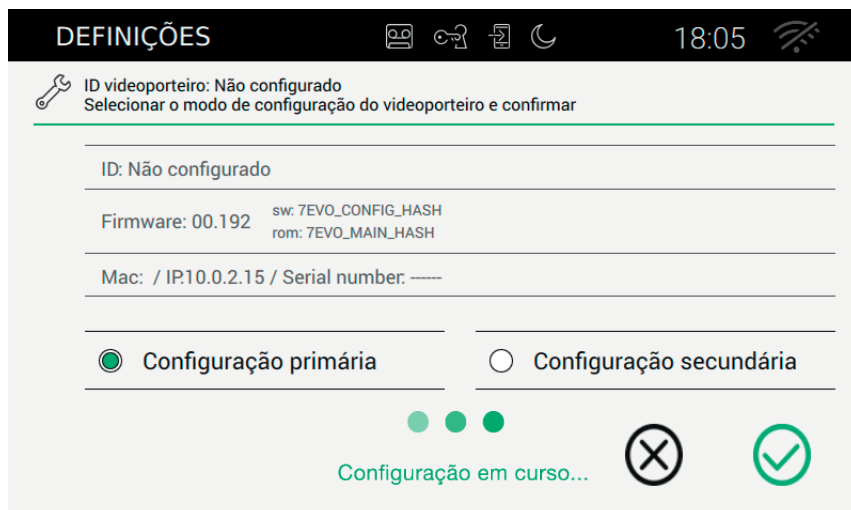 DEFINIÇÕES 18:05
ID videoporteiro: Não configurado
Selecionar o modo de configuração do videoporteiro e confirmar
ID: Não configurado
Firmware: 00.192
sw: 7EVO_CONFIG_HASH
rom: 7EVO_MAIN_HASH
Mac: / IP.10.0.2.15 / Serial number: ------
Configuração primária
Configuração secundária
Configuração em curso...